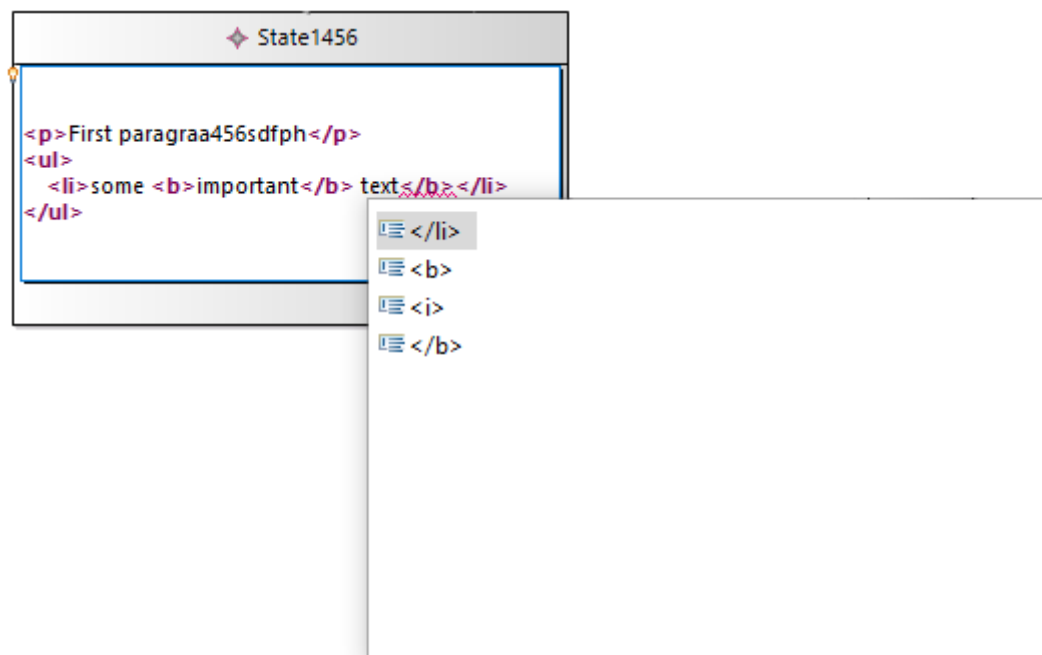 State1456
<p>First paragraa456sdfph</p>
<ul>
<li>some <b>important</b> text</b></li>
</ul>
</li>
<b>
<i>
</b>